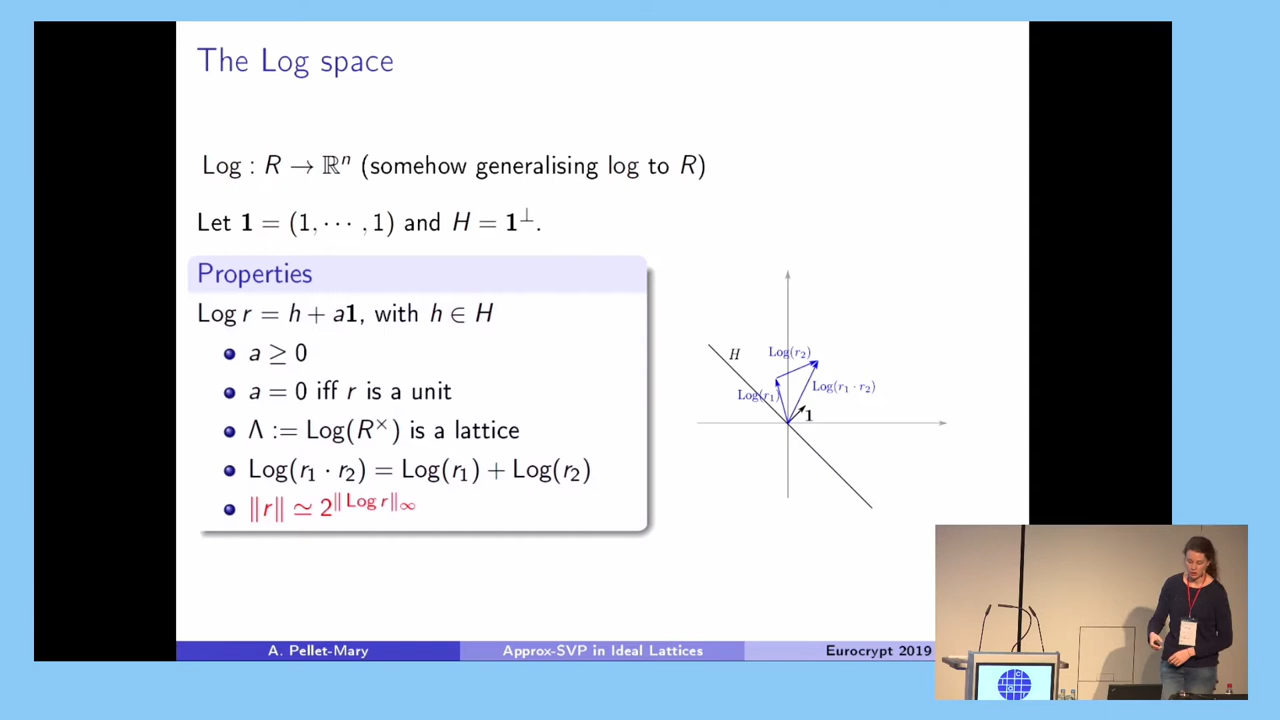 The Log space
Log : R → ℝⁿ (somehow generalising log to R)
Let 𝟏 = (1, ⋯ , 1) and H = 𝟏^⊥.
Properties
Log r = h + a𝟏, with h ∈ H
a ≥ 0
a = 0 iff r is a unit
Λ := Log(R^×) is a lattice
Log(r₁ · r₂) = Log(r₁) + Log(r₂)
‖r‖ ≃ 2^{‖ Log r‖_∞}
H
Log(r₂)
Log(r₁)
Log(r₁ · r₂)
𝟏
A. Pellet-Mary
Approx-SVP in Ideal Lattices
Eurocrypt 2019